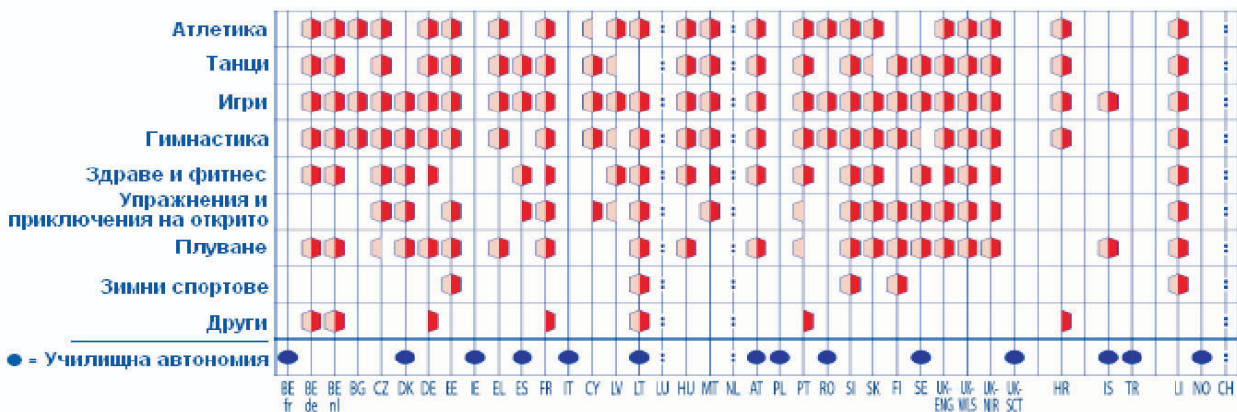 Атлетика
Танци
Игри
Гимнастика
Здраве и фитнес
Упражнения и
приключения на открито
Плуване
Зимни спортове
Други
= Училищна автономия
BE fr BE de BE nl BG CZ DK DE EE IE EL ES FR IT CY LV LT LU HU MT NL AT PL PT RO SI SK FI SE UK-ENG UK-WLS UK-NIR UK-SCT HR IS TR LI NO CH